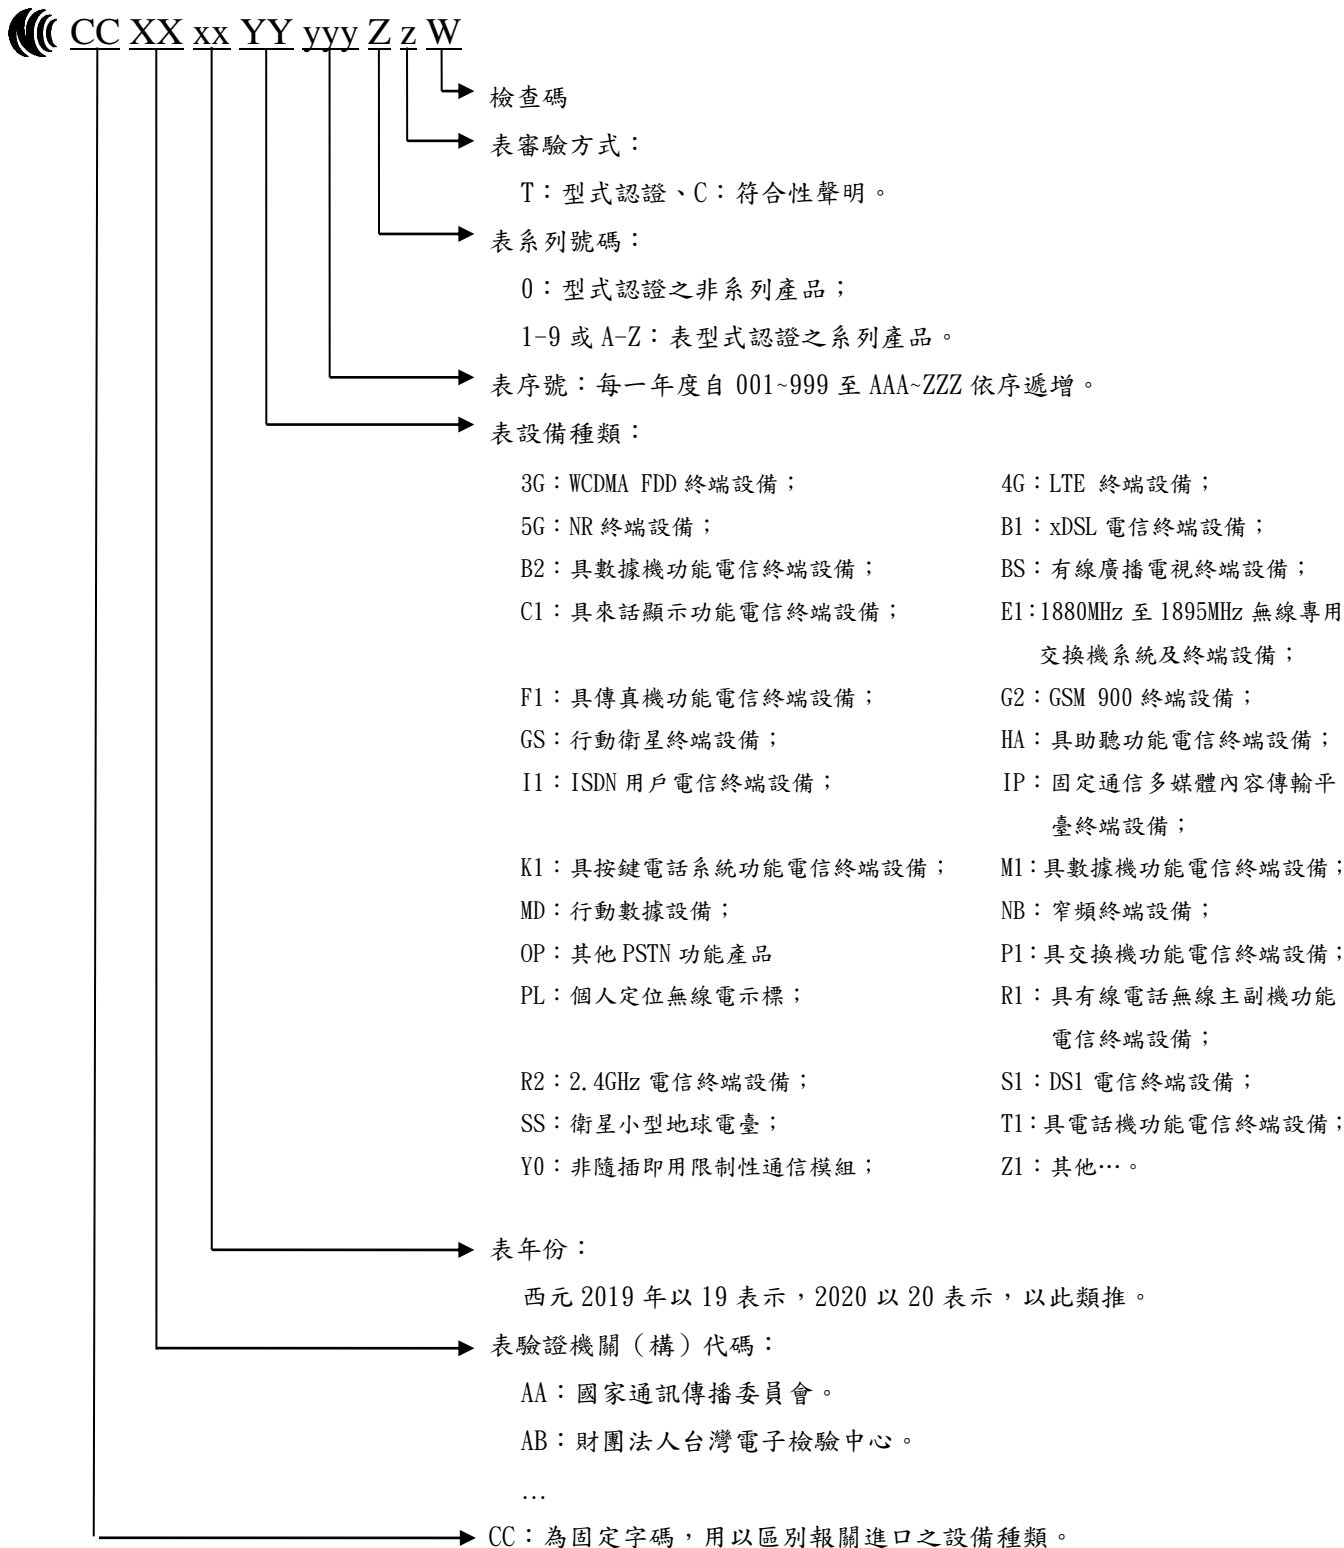 CC XX xx YY yyy Z z W
檢查碼
表審驗方式：
T：型式認證、C：符合性聲明。
表系列號碼：
0：型式認證之非系列產品；
1-9 或 A-Z：表型式認證之系列產品。
表序號：每一年度自 001~999 至 AAA~ZZZ 依序遞增。
表設備種類：
3G：WCDMA FDD 終端設備； 4G：LTE 終端設備；
5G：NR 終端設備； B1：xDSL 電信終端設備；
B2：具數據機功能電信終端設備； BS：有線廣播電視終端設備；
C1：具來話顯示功能電信終端設備； E1：1880MHz 至 1895MHz 無線專用
交換機系統及終端設備；
F1：具傳真機功能電信終端設備； G2：GSM 900 終端設備；
GS：行動衛星終端設備； HA：具助聽功能電信終端設備；
I1：ISDN 用戶電信終端設備； IP：固定通信多媒體內容傳輸平
臺終端設備；
K1：具按鍵電話系統功能電信終端設備； M1：具數據機功能電信終端設備；
MD：行動數據設備； NB：窄頻終端設備；
OP：其他 PSTN 功能產品 P1：具交換機功能電信終端設備；
PL：個人定位無線電示標； R1：具有線電話無線主副機功能
電信終端設備；
R2：2.4GHz 電信終端設備； S1：DS1 電信終端設備；
SS：衛星小型地球電臺； T1：具電話機功能電信終端設備；
Y0：非隨插即用限制性通信模組； Z1：其他…。
表年份：
西元 2019 年以 19 表示，2020 以 20 表示，以此類推。
表驗證機關（構）代碼：
AA：國家通訊傳播委員會。
AB：財團法人台灣電子檢驗中心。
…
CC：為固定字碼，用以區別報關進口之設備種類。